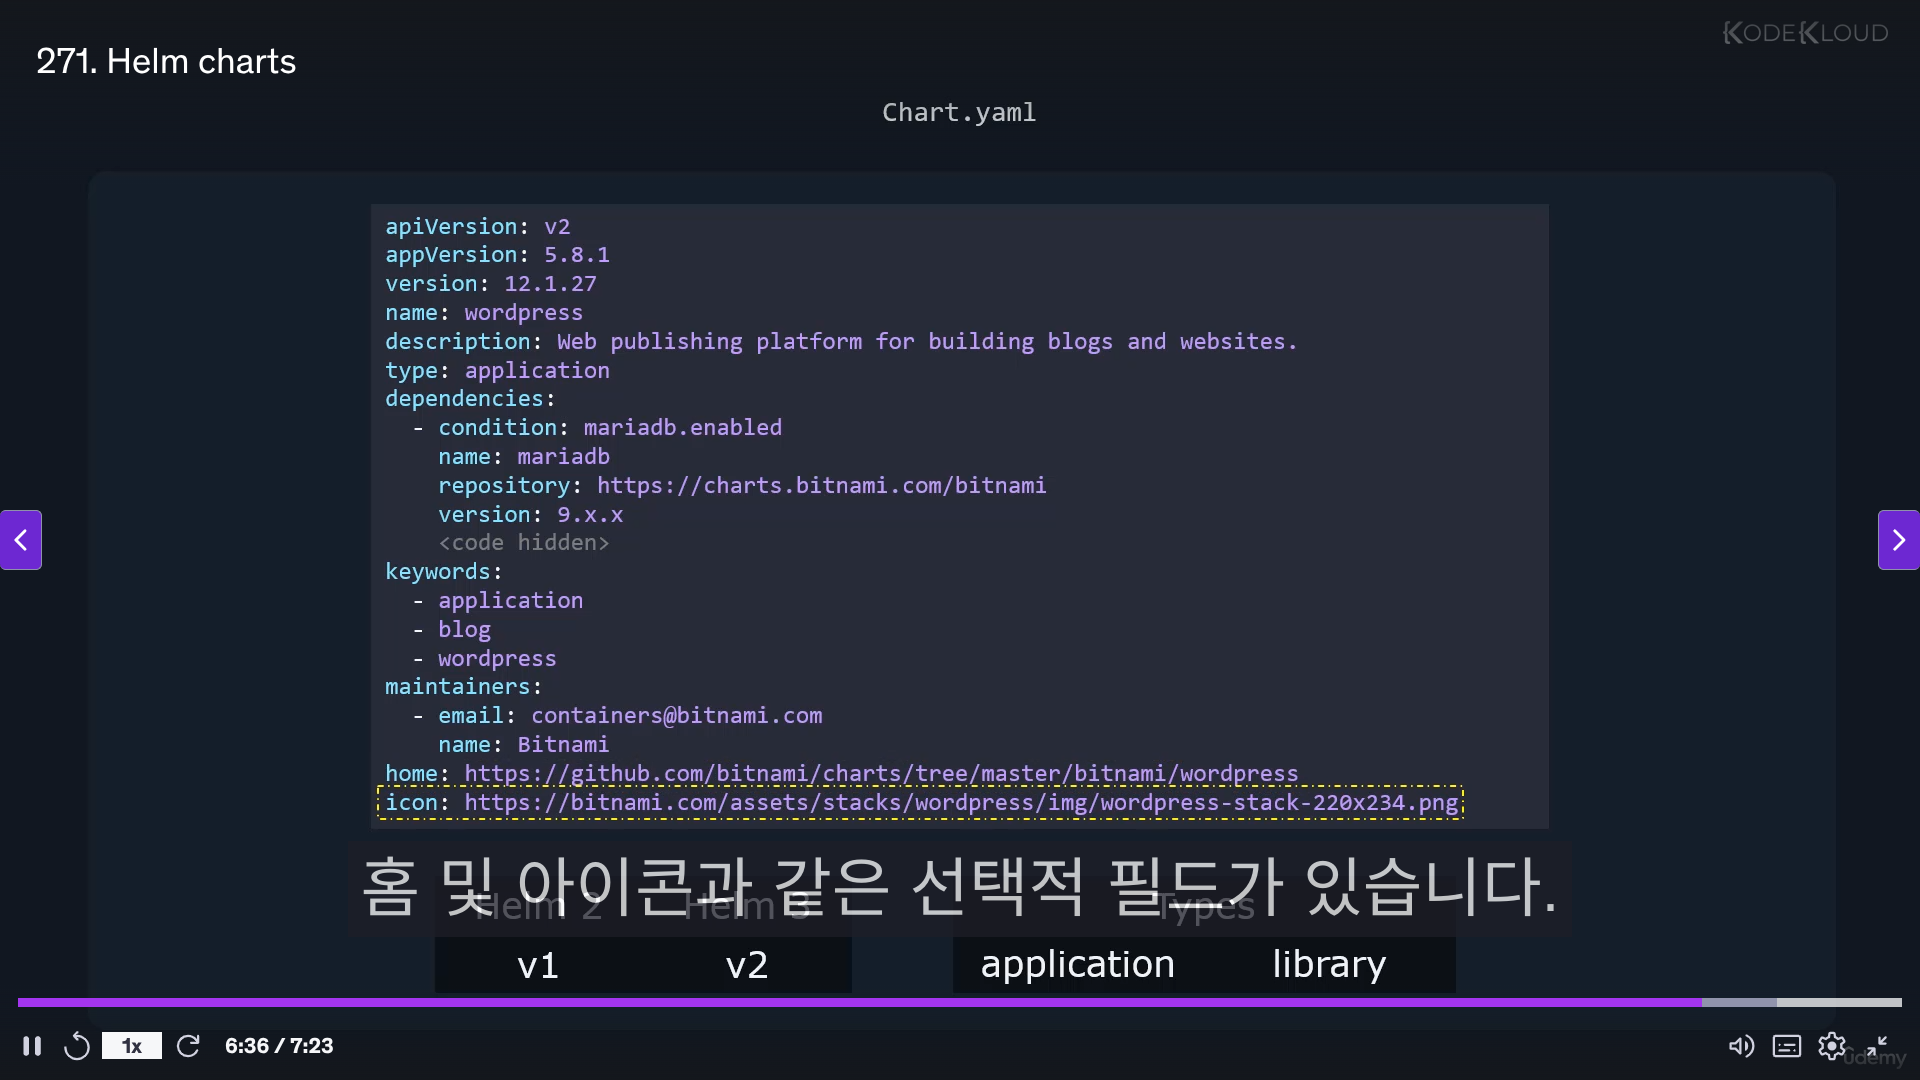 271. Helm charts
KODEKLOUD
Chart.yaml
apiVersion: v2
appVersion: 5.8.1
version: 12.1.27
name: wordpress
description: Web publishing platform for building blogs and websites.
type: application
dependencies:
  - condition: mariadb.enabled
    name: mariadb
    repository: https://charts.bitnami.com/bitnami
    version: 9.x.x
    <code hidden>
keywords:
  - application
  - blog
  - wordpress
maintainers:
  - email: containers@bitnami.com
    name: Bitnami
home: https://github.com/bitnami/charts/tree/master/bitnami/wordpress
icon: https://bitnami.com/assets/stacks/wordpress/img/wordpress-stack-220x234.png
홈 및 아이콘과 같은 선택적 필드가 있습니다.
Helm 2 Helm 3 Types
v1 v2 application library
1x 6:36 / 7:23
udemy